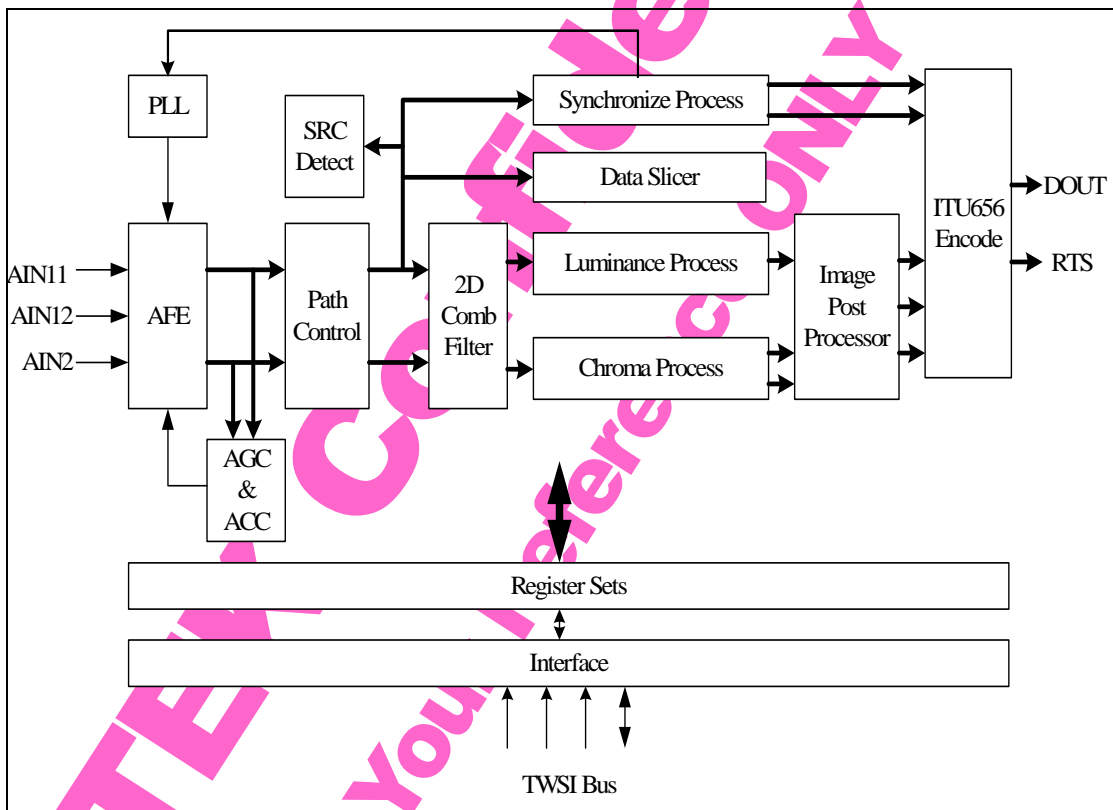 PLL
SRC
Detect
Synchronize Process
Data Slicer
ITU656
Encode
DOUT
RTS
AIN11
AIN12
AIN2
AFE
Path
Control
2D
Comb
Filter
Luminance Process
Chroma Process
Image
Post
Processor
AGC
&
ACC
Register Sets
Interface
TWSI Bus